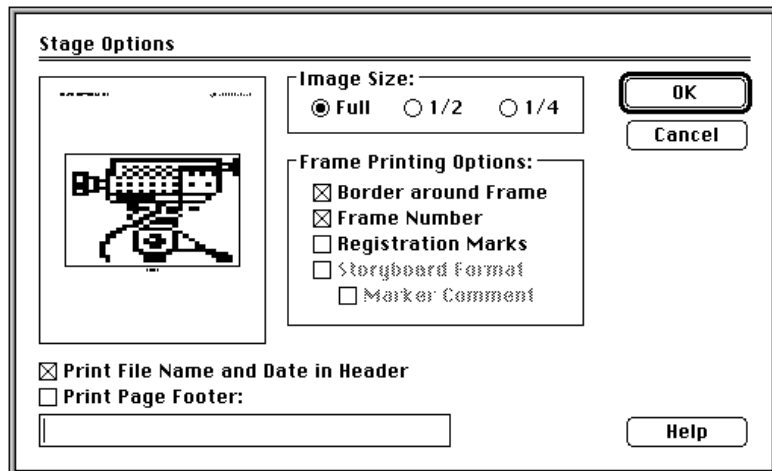 Stage Options
Image Size:
Full 1/2 1/4
OK
Cancel
Frame Printing Options:
Border around Frame
Frame Number
Registration Marks
Storyboard Format
Marker Comment
Print File Name and Date in Header
Print Page Footer:
Help